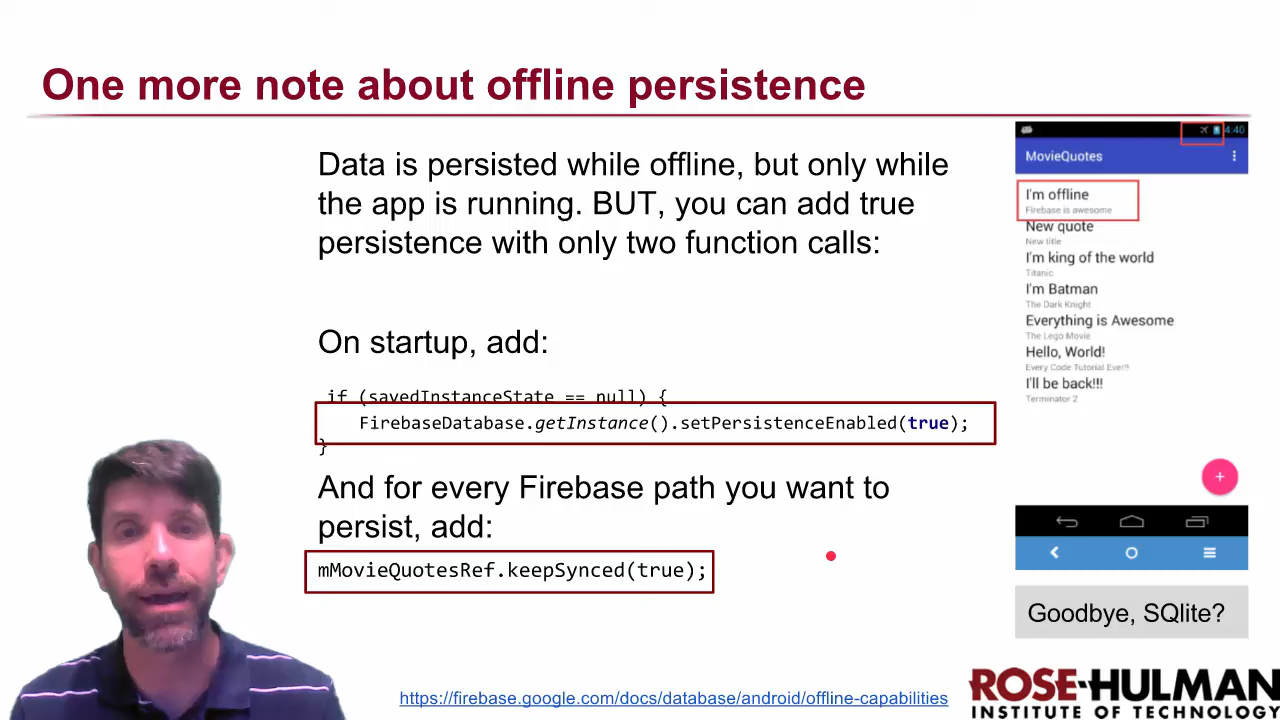 One more note about offline persistence
Data is persisted while offline, but only while
the app is running. BUT, you can add true
persistence with only two function calls:
On startup, add:
if (savedInstanceState == null) {
FirebaseDatabase.getInstance().setPersistenceEnabled(true);
}
And for every Firebase path you want to
persist, add:
mMovieQuotesRef.keepSynced(true);
https://firebase.google.com/docs/database/android/offline-capabilities
4:40
MovieQuotes
I'm offline
Firebase is awesome
New quote
New title
I'm king of the world
Titanic
I'm Batman
The Dark Knight
Everything is Awesome
The Lego Movie
Hello, World!
Every Code Tutorial Ever!!
I'll be back!!!
Terminator 2
+
Goodbye, SQlite?
ROSE-HULMAN
INSTITUTE OF TECHNOLOGY